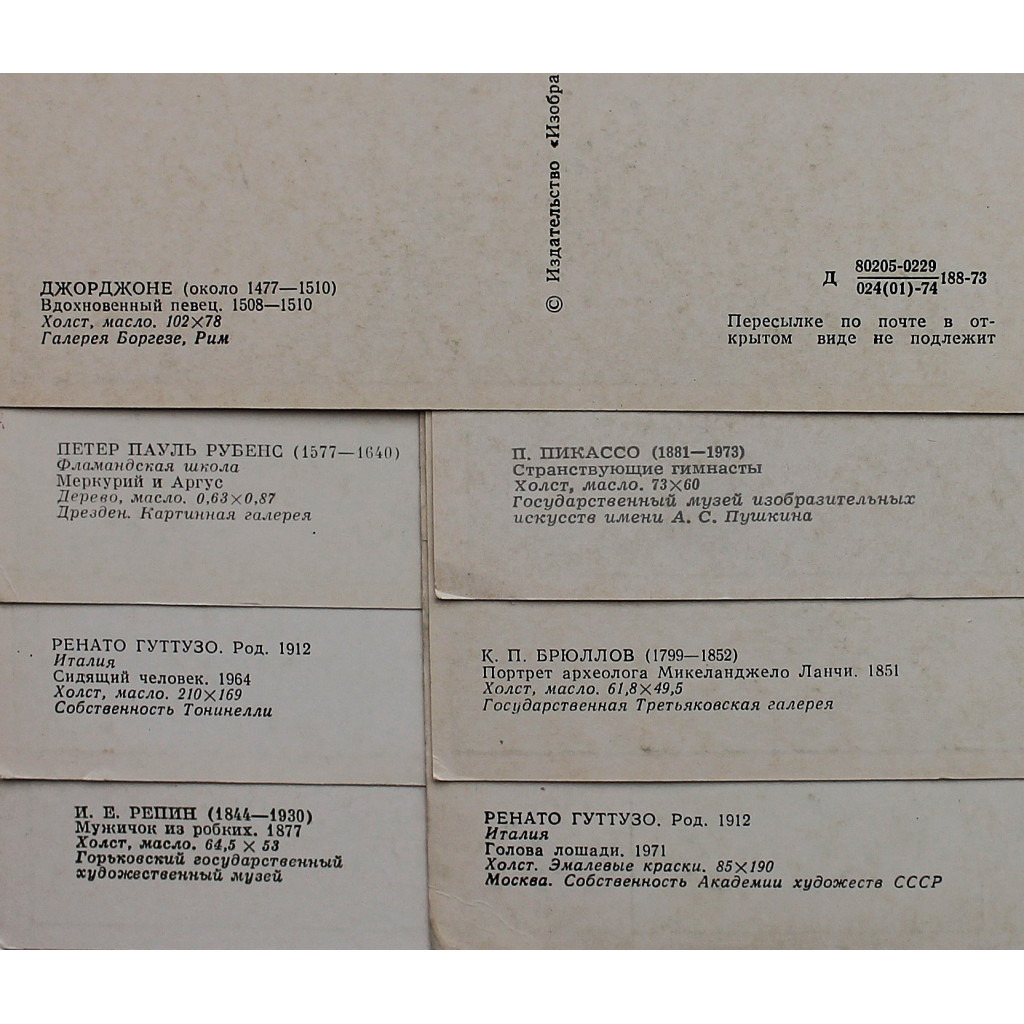 © Издательство «Изобра
ДЖОРДЖОНЕ (около 1477—1510)
Вдохновенный певец. 1508—1510
Холст, масло. 102×78
Галерея Боргезе, Рим
Д 80205-0229
024(01)-74 188-73
Пересылке по почте в от-
крытом виде не подлежит
ПЕТЕР ПАУЛЬ РУБЕНС (1577—1640)
Фламандская школа
Меркурий и Аргус
Дерево, масло. 0,63×0,87
Дрезден. Картинная галерея
П. ПИКАССО (1881—1973)
Странствующие гимнасты
Холст, масло. 73×60
Государственный музей изобразительных
искусств имени А. С. Пушкина
РЕНАТО ГУТТУЗО. Род. 1912
Италия
Сидящий человек. 1964
Холст, масло. 210×169
Собственность Тонинелли
К. П. БРЮЛЛОВ (1799—1852)
Портрет археолога Микеланджело Ланчи. 1851
Холст, масло. 61,8×49,5
Государственная Третьяковская галерея
И. Е. РЕПИН (1844—1930)
Мужичок из робких. 1877
Холст, масло. 64,5 × 53
Горьковский государственный
художественный музей
РЕНАТО ГУТТУЗО. Род. 1912
Италия
Голова лошади. 1971
Холст. Эмалевые краски. 85×190
Москва. Собственность Академии художеств СССР